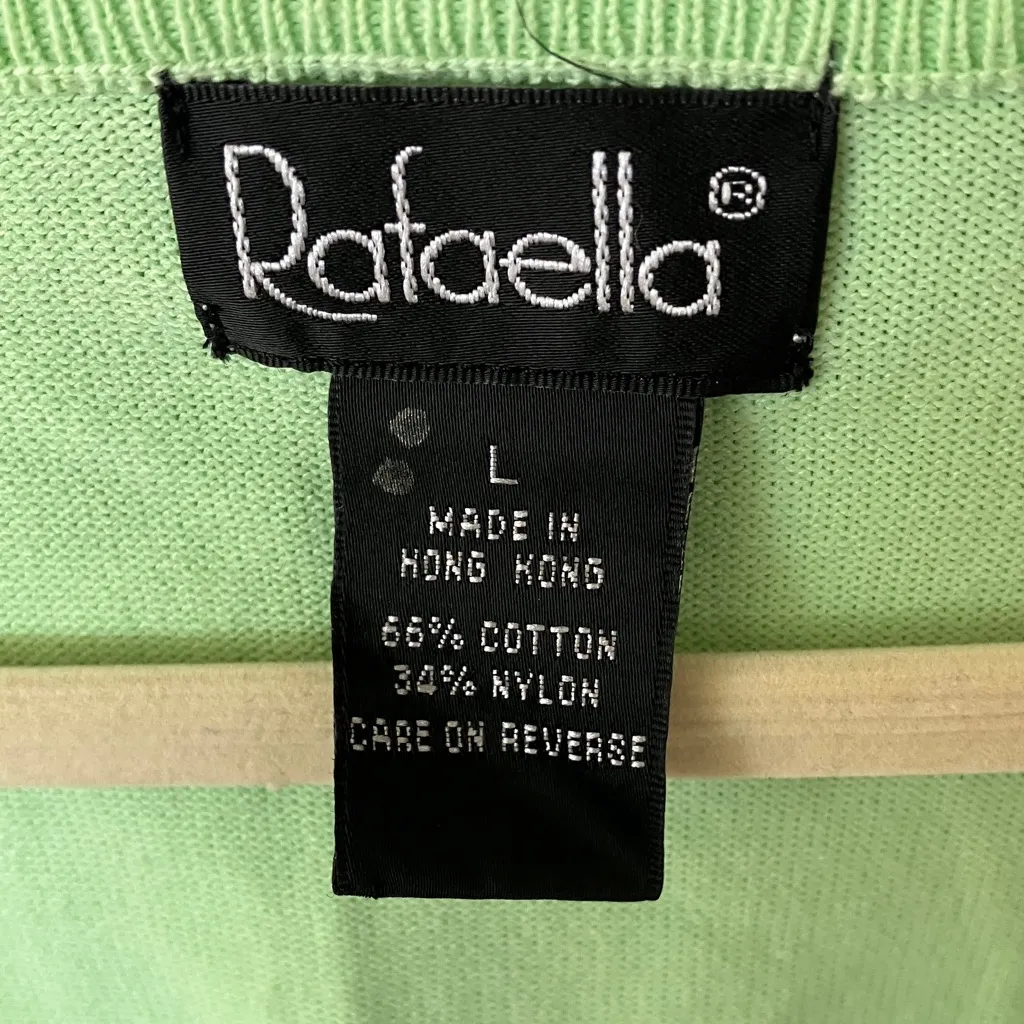 Rafaella®
L
MADE IN
HONG KONG
66% COTTON
34% NYLON
CARE ON REVERSE